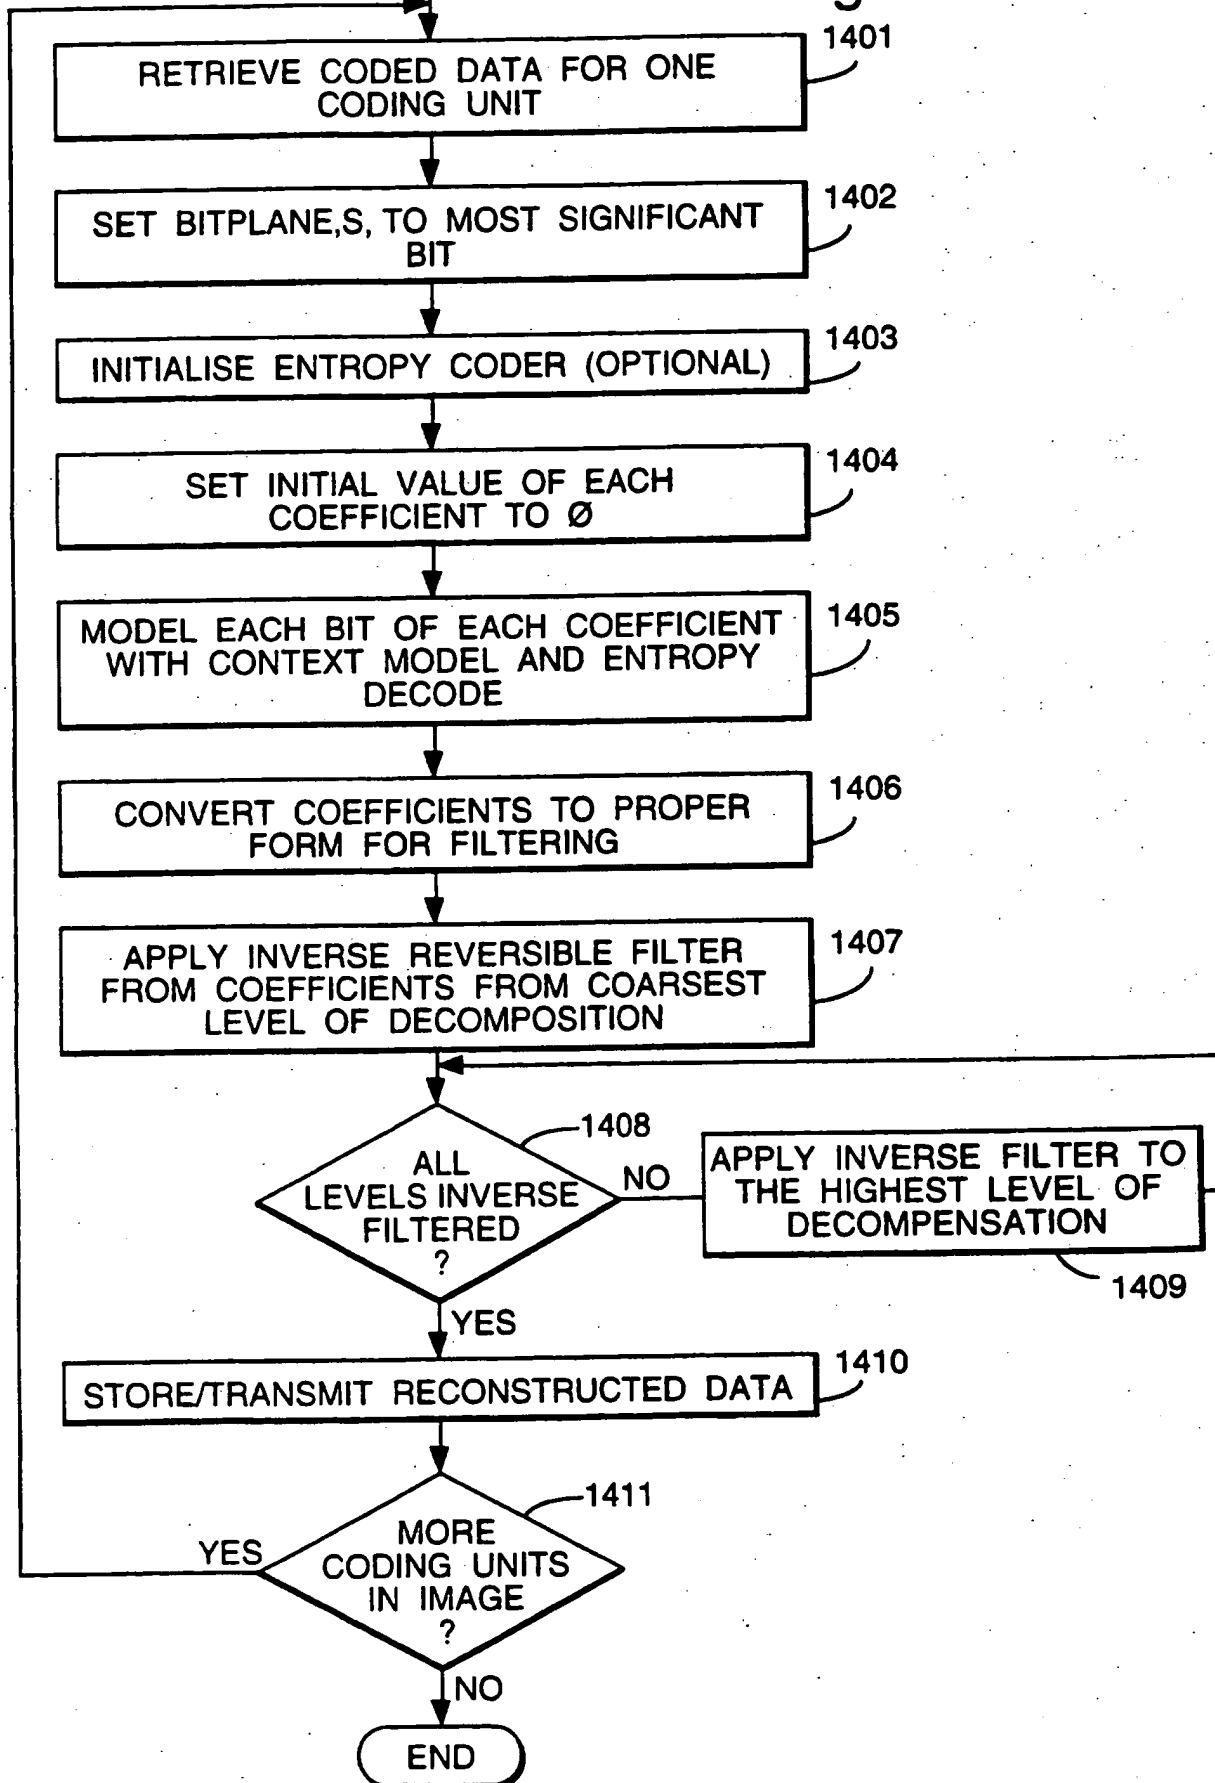 1401
RETRIEVE CODED DATA FOR ONE
CODING UNIT
1402
SET BITPLANE,S, TO MOST SIGNIFICANT
BIT
1403
INITIALISE ENTROPY CODER (OPTIONAL)
1404
SET INITIAL VALUE OF EACH
COEFFICIENT TO Ø
1405
MODEL EACH BIT OF EACH COEFFICIENT
WITH CONTEXT MODEL AND ENTROPY
DECODE
1406
CONVERT COEFFICIENTS TO PROPER
FORM FOR FILTERING
1407
APPLY INVERSE REVERSIBLE FILTER
FROM COEFFICIENTS FROM COARSEST
LEVEL OF DECOMPOSITION
1408
ALL
LEVELS INVERSE
FILTERED
?
NO
APPLY INVERSE FILTER TO
THE HIGHEST LEVEL OF
DECOMPENSATION
1409
YES
1410
STORE/TRANSMIT RECONSTRUCTED DATA
1411
MORE
CODING UNITS
IN IMAGE
?
YES
NO
END